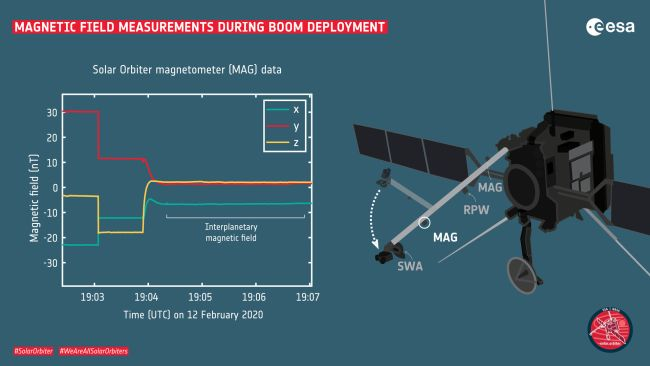 MAGNETIC FIELD MEASUREMENTS DURING BOOM DEPLOYMENT
esa
Solar Orbiter magnetometer (MAG) data
Magnetic field (nT)
30
20
10
0
-10
-20
-30
x
y
z
Interplanetary
magnetic field
19:03
19:04
19:05
19:06
19:07
Time (UTC) on 12 February 2020
MAG
RPW
MAG
SWA
#SolarOrbiter
#WeAreAllSolarOrbiters
solar orbiter